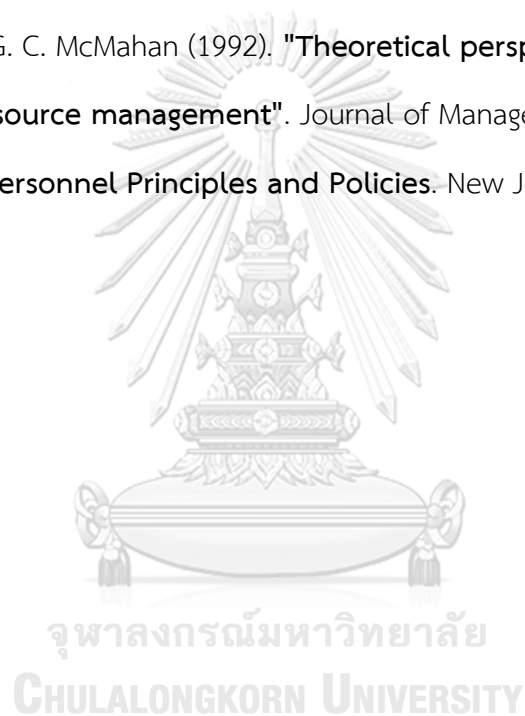 G. C. McMahan (1992). "Theoretical persp
source management". Journal of Manage
ersonnel Principles and Policies. New J
จุฬาลงกรณ์มหาวิทยาลัย
CHULALONGKORN UNIVERSITY